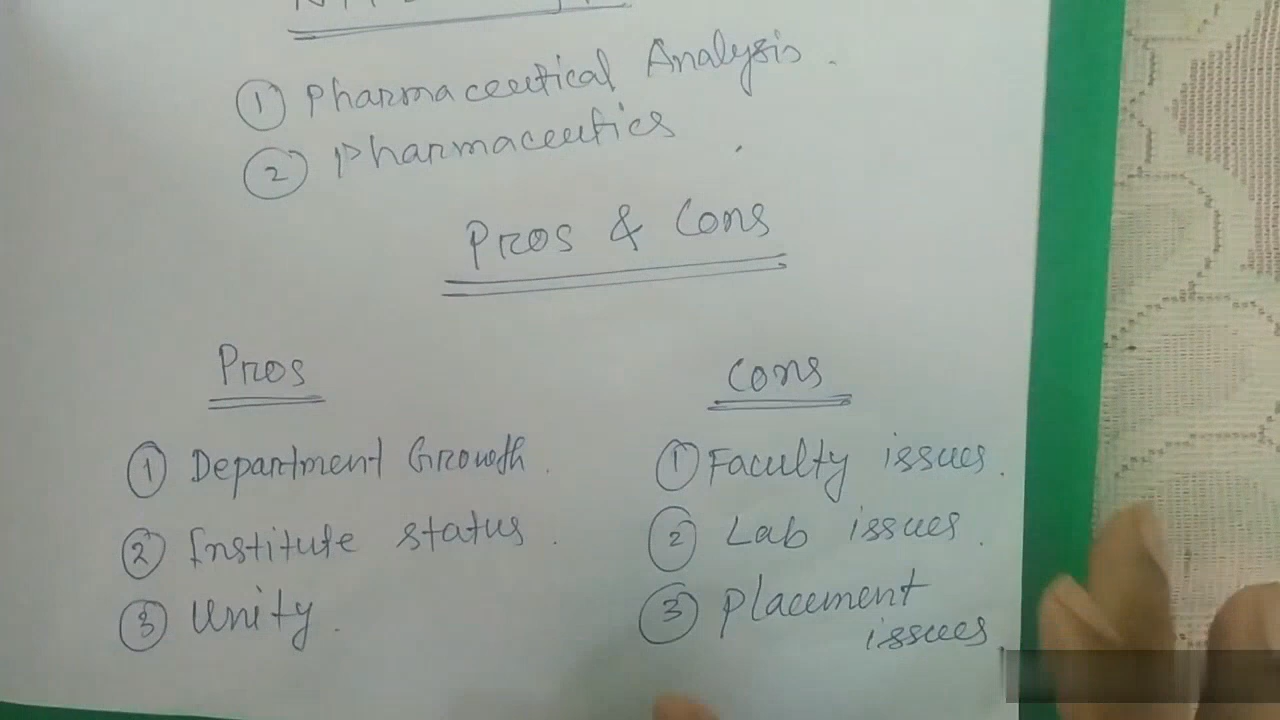 ① Pharmaceutical Analysis.
② Pharmaceutics
Pros & Cons
Pros
① Department Growth.
② Institute status.
③ Unity.
Cons
① Faculty issues.
② Lab issues.
③ Placement
issues